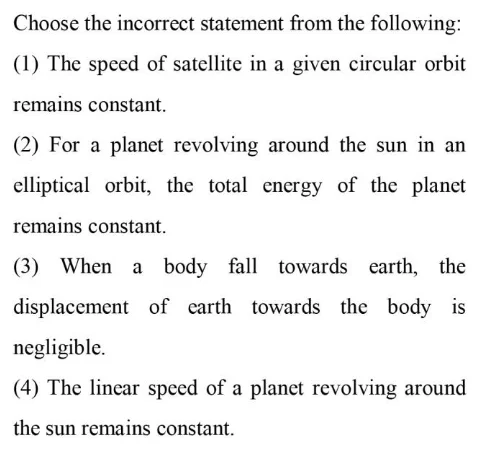 Choose the incorrect statement from the following:
(1) The speed of satellite in a given circular orbit
remains constant.
(2) For a planet revolving around the sun in an
elliptical orbit, the total energy of the planet
remains constant.
(3) When a body fall towards earth, the
displacement of earth towards the body is
negligible.
(4) The linear speed of a planet revolving around
the sun remains constant.